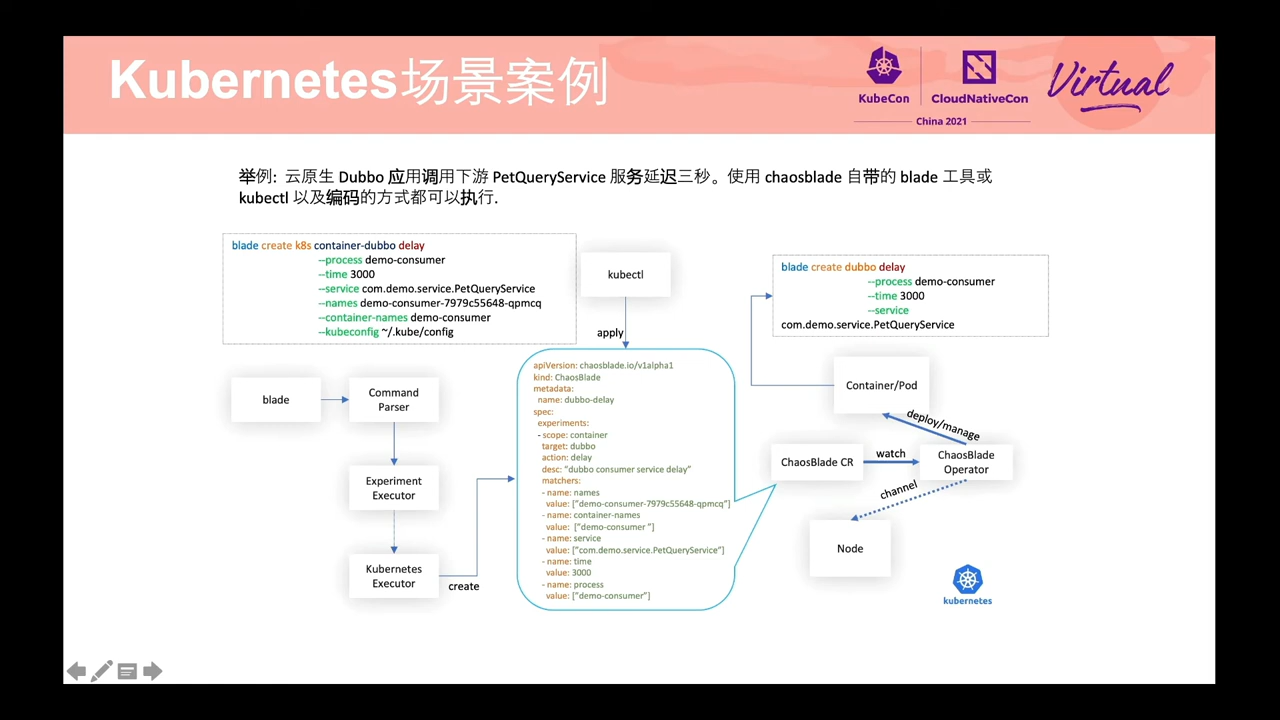 Kubernetes场景案例
KubeCon
CloudNativeCon
China 2021
Virtual
举例: 云原生 Dubbo 应用调用下游 PetQueryService 服务延迟三秒。使用 chaosblade 自带的 blade 工具或
kubectl 以及编码的方式都可以执行.
blade create k8s container-dubbo delay
--process demo-consumer
--time 3000
--service com.demo.service.PetQueryService
--names demo-consumer-7979c55648-qpmcq
--container-names demo-consumer
--kubeconfig ~/.kube/config
kubectl
apply
blade create dubbo delay
--process demo-consumer
--time 3000
--service
com.demo.service.PetQueryService
blade
Command
Parser
Experiment
Executor
Kubernetes
Executor
create
apiVersion: chaosblade.io/v1alpha1
kind: ChaosBlade
metadata:
name: dubbo-delay
spec:
experiments:
- scope: container
target: dubbo
action: delay
desc: "dubbo consumer service delay"
matchers:
- name: names
value: ["demo-consumer-7979c55648-qpmcq"]
- name: container-names
value: ["demo-consumer "]
- name: service
value: ["com.demo.service.PetQueryService"]
- name: time
value: 3000
- name: process
value: ["demo-consumer"]
Container/Pod
deploy/manage
ChaosBlade CR
watch
ChaosBlade
Operator
channel
Node
kubernetes